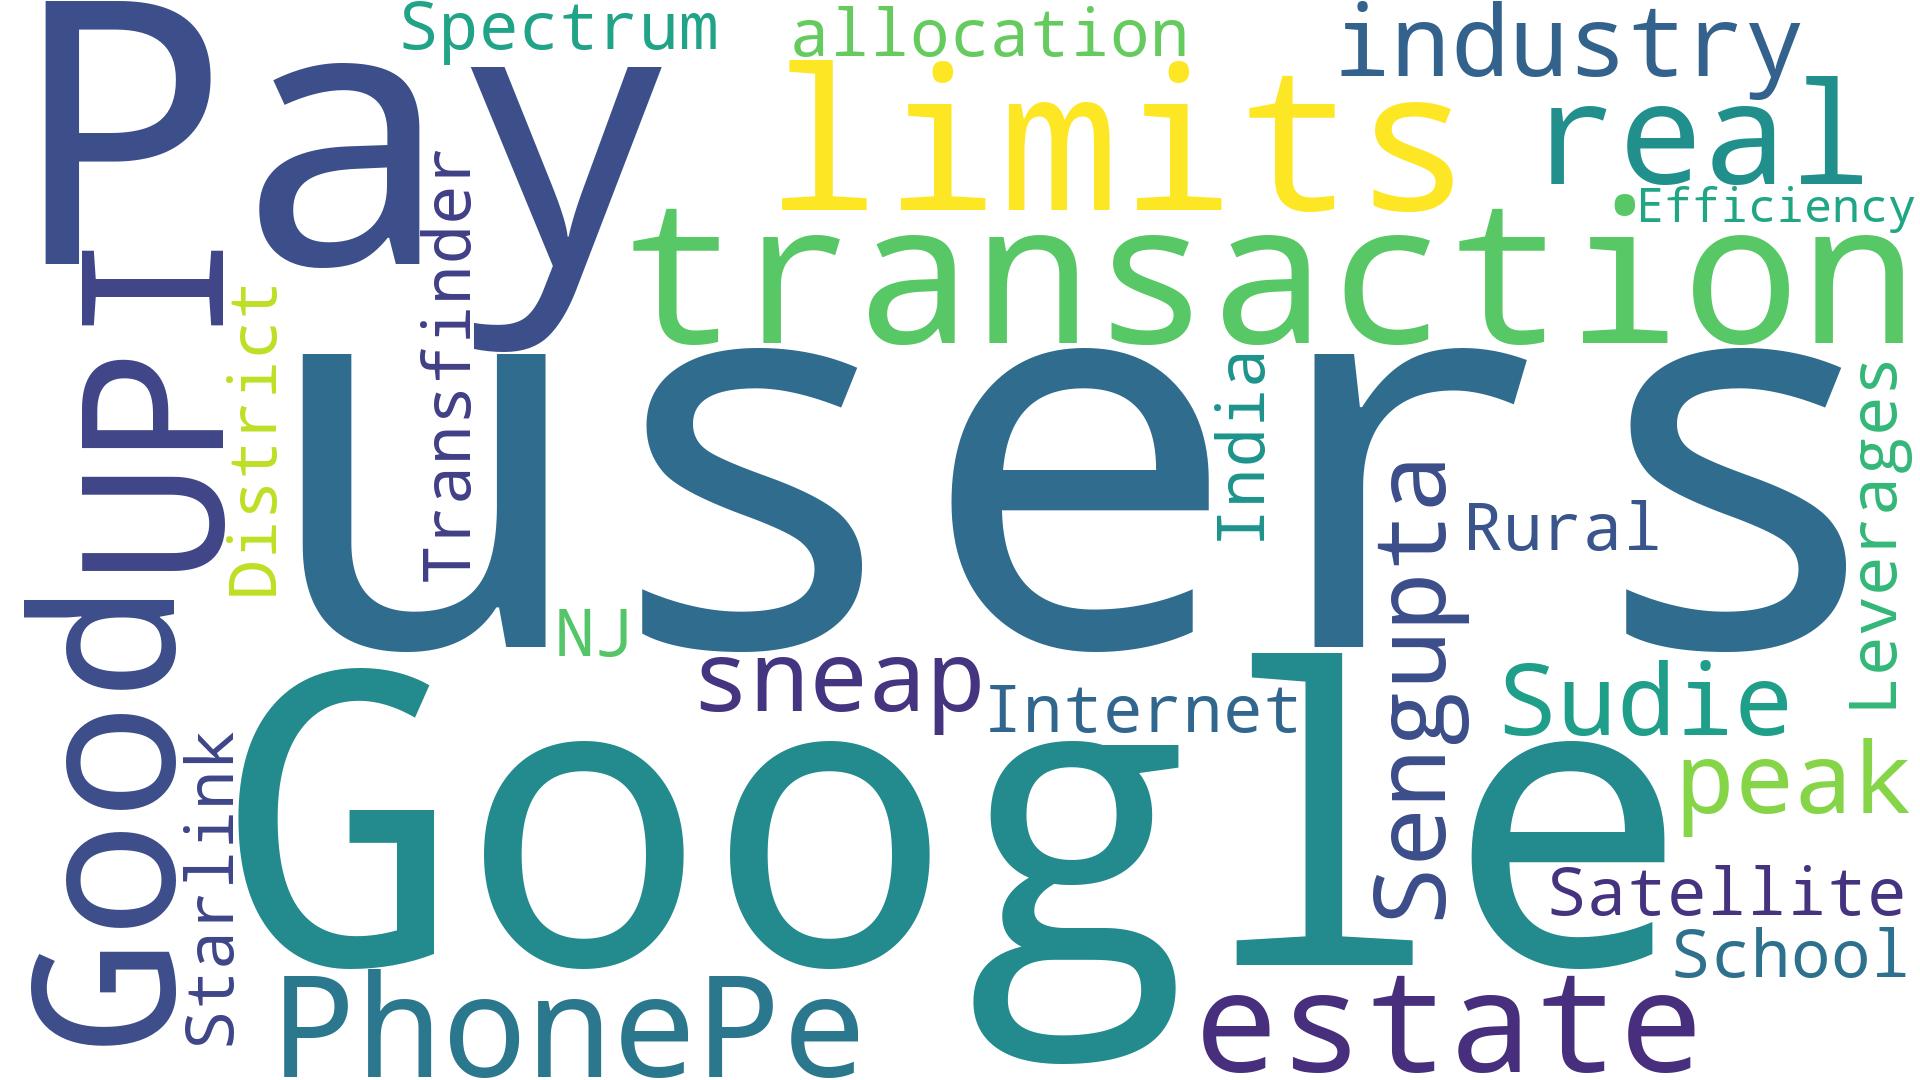 Pay
Spectrum
allocation
industry
limits
real
Efficiency
transaction
UPI
District
Transfinder
users
India
Rural
Leverages
Good
NJ
sneap
Internet
Sengupta
Sudie
Google
peak
Starlink
Satellite
School
PhonePe
estate